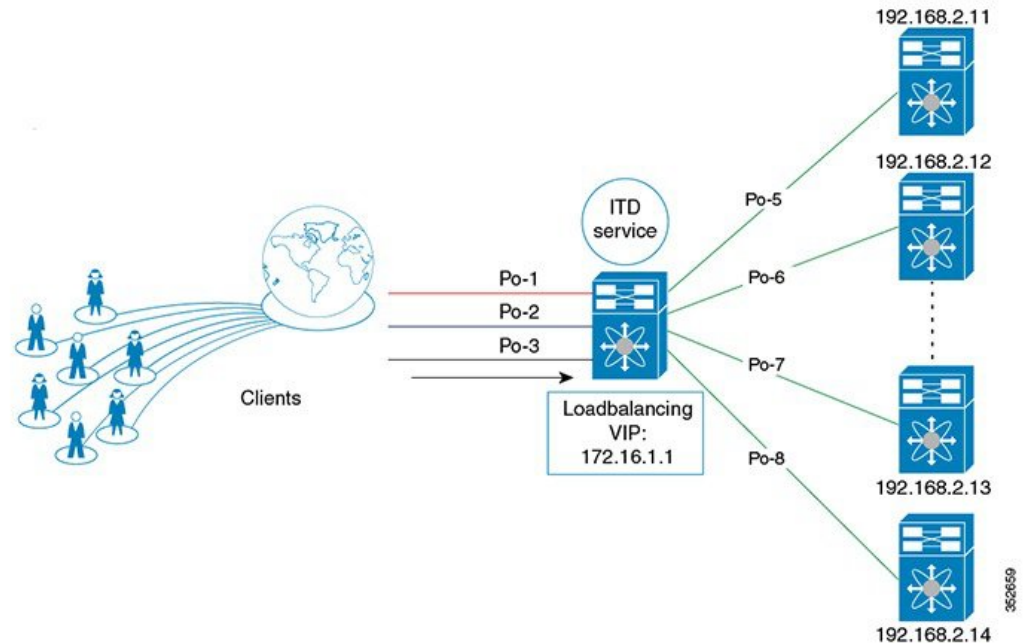 192.168.2.11
192.168.2.12
Po-5
ITD
service
Po-1
Po-6
Po-2
Po-3
Po-7
Clients
Loadbalancing
VIP:
172.16.1.1
Po-8
192.168.2.13
192.168.2.14
352659